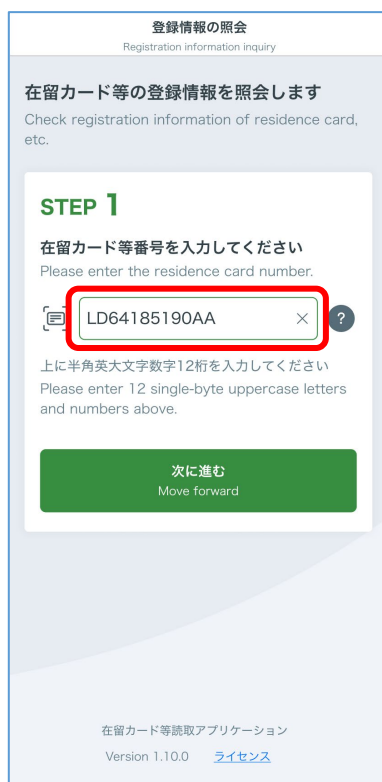 登録情報の照会
Registration information inquiry
在留カード等の登録情報を照会します
Check registration information of residence card,
etc.
STEP 1
在留カード等番号を入力してください
Please enter the residence card number.
LD64185190AA
?
上に半角英大文字数字12桁を入力してください
Please enter 12 single-byte uppercase letters
and numbers above.
次に進む
Move forward
在留カード等読取アプリケーション
Version 1.10.0 ライセンス